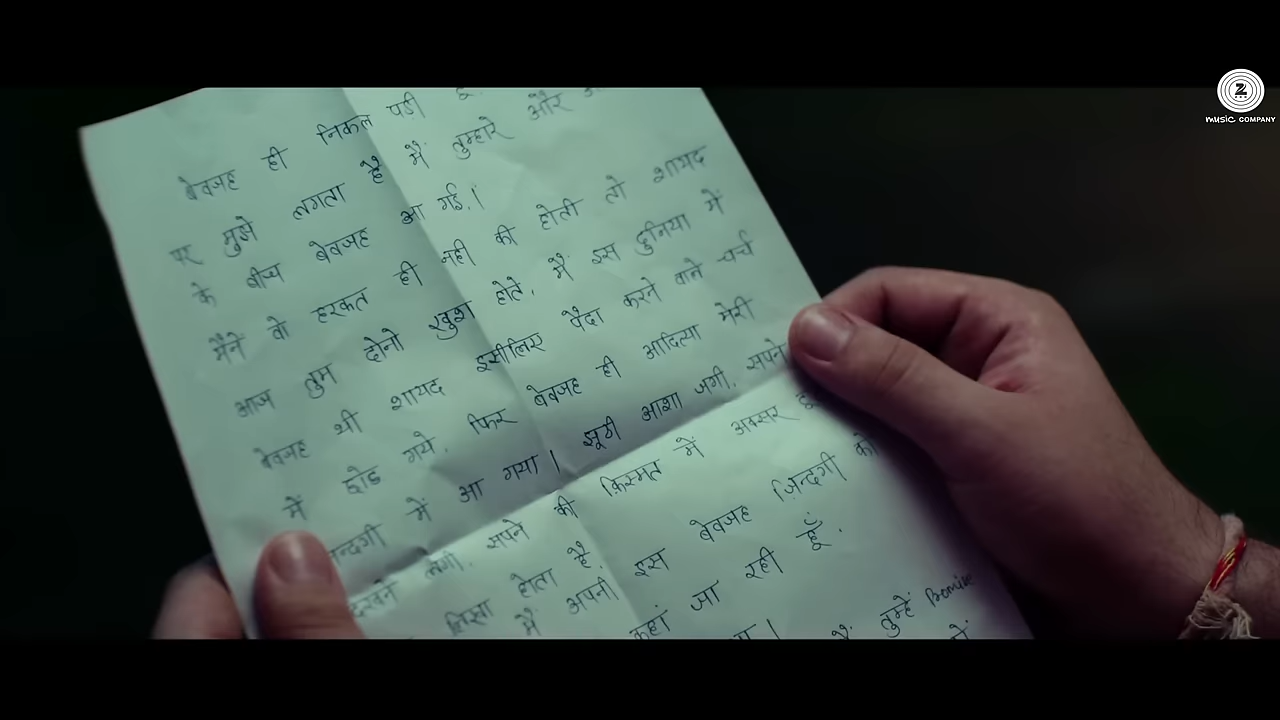 बेवजह ही निकल पडी हू
पर मुझे लगता है मैं तुम्हारे और
के बीच बेवजह आ गई।
मैंने वो हरकत ही नही की होती तो शायद
आज तुम दोनो खुश होते, मैं इस दुनिया में
बेवजह थी शायद इसीलिए पैदा करने वाले चर्च
में छोड गये. फिर बेवजह ही आदित्या मेरी
न्दगी में आ गया। झूठी आशा जगी, सपने
देखने लगी. सपने की क़िस्मत में अक्सर
लिखा होता है, इस बेवजह ज़िन्दगी को
मैं अपनी कहां जा रही हूँ.
तुम्हें Promise
में
Z
music company